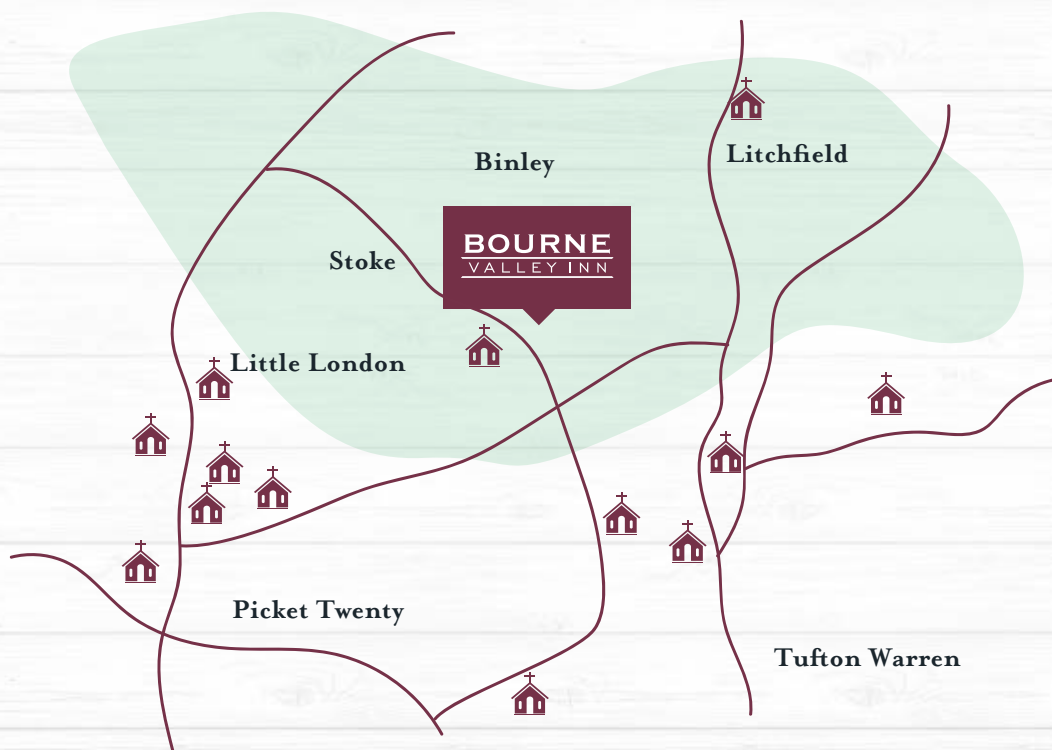 Binley
Litchfield
BOURNE
VALLEY INN
Stoke
Little London
Picket Twenty
Tufton Warren